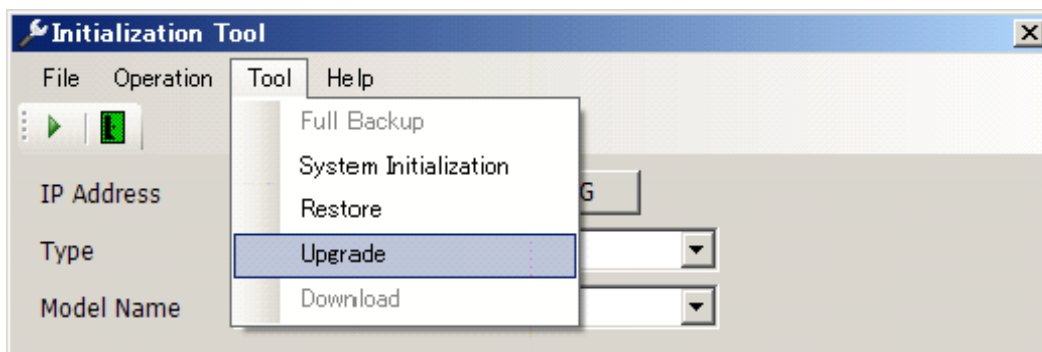 Initialization Tool
File Operation Tool Help
Full Backup
System Initialization
Restore
Upgrade
Download
IP Address
G
Type
Model Name